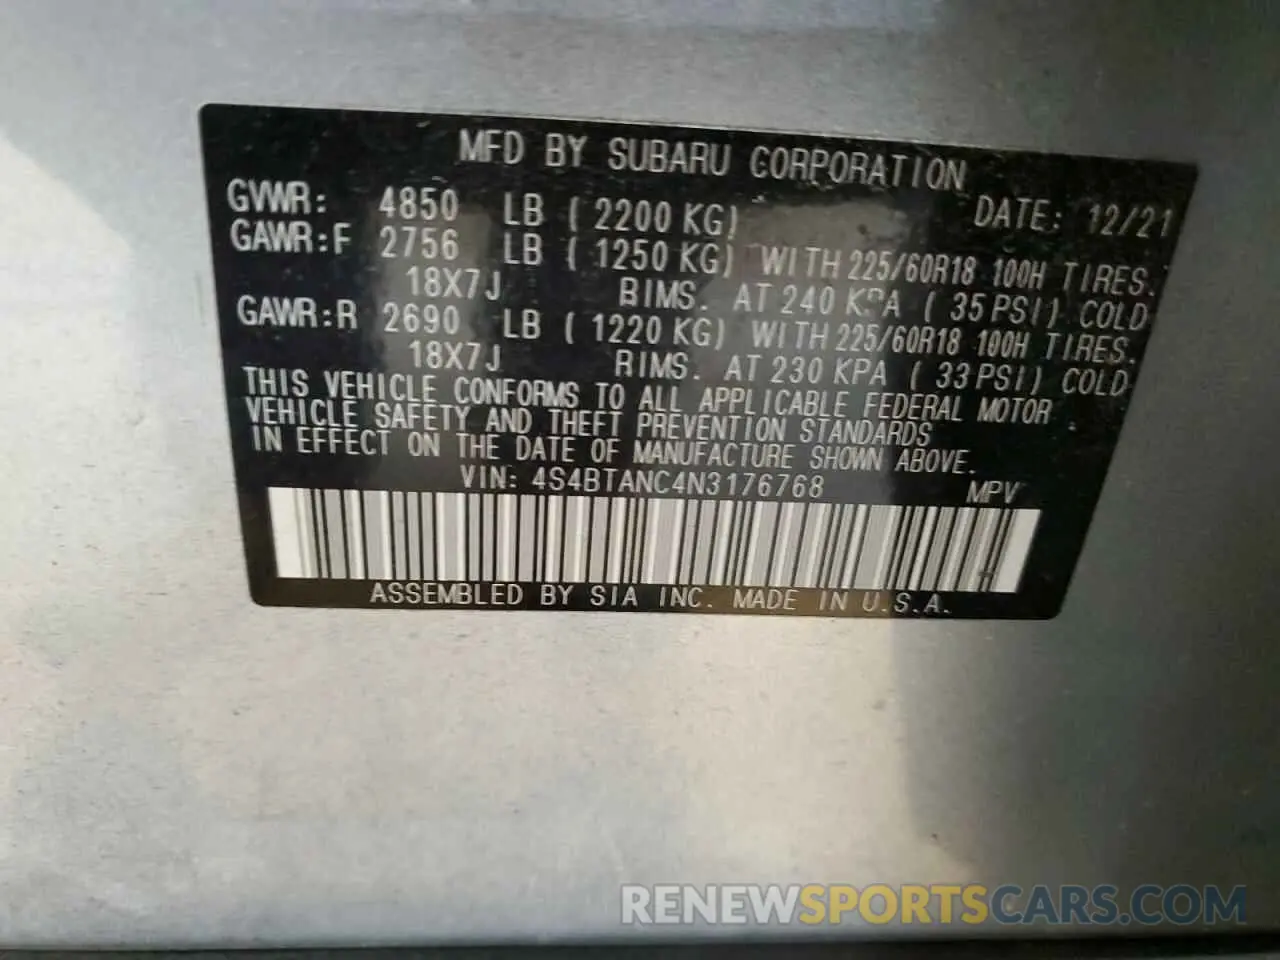 MFD BY SUBARU CORPORATION
GVWR: 4850 LB ( 2200 KG) DATE: 12/21
GAWR:F 2756 LB ( 1250 KG) WITH 225/60R18 100H TIRES.
18X7J RIMS. AT 240 KPA ( 35 PSI) COLD
GAWR:R 2690 LB ( 1220 KG) WITH 225/60R18 100H TIRES.
18X7J RIMS. AT 230 KPA ( 33 PSI) COLD
THIS VEHICLE CONFORMS TO ALL APPLICABLE FEDERAL MOTOR
VEHICLE SAFETY AND THEFT PREVENTION STANDARDS
IN EFFECT ON THE DATE OF MANUFACTURE SHOWN ABOVE.
VIN: 4S4BTANC4N3176768 MPV
ASSEMBLED BY SIA INC. MADE IN U.S.A.
RENEWSPORTSCARS.COM